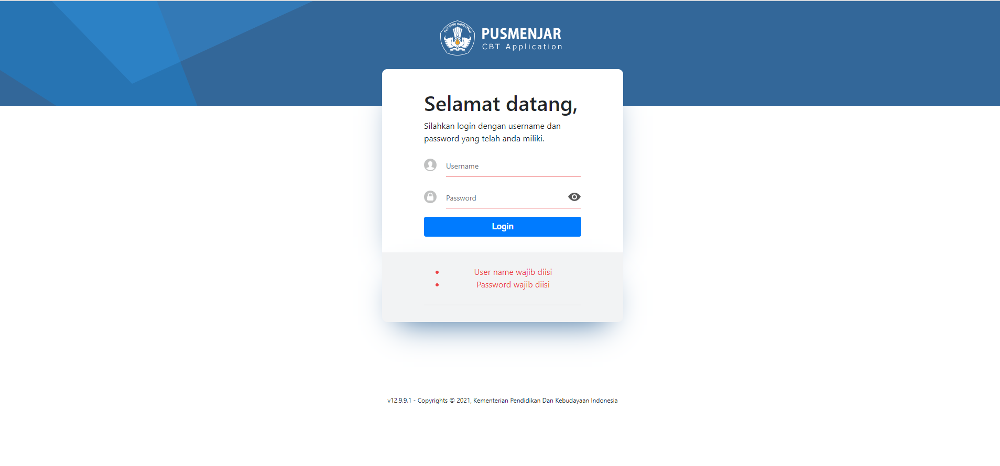 TUT WURI HANDAYANI
PUSMENJAR
CBT Application
Selamat datang,
Silahkan login dengan username dan
password yang telah anda miliki.
Username
Password
Login
• User name wajib diisi
• Password wajib diisi
v12.9.9.1 - Copyrights © 2021, Kementerian Pendidikan Dan Kebudayaan Indonesia